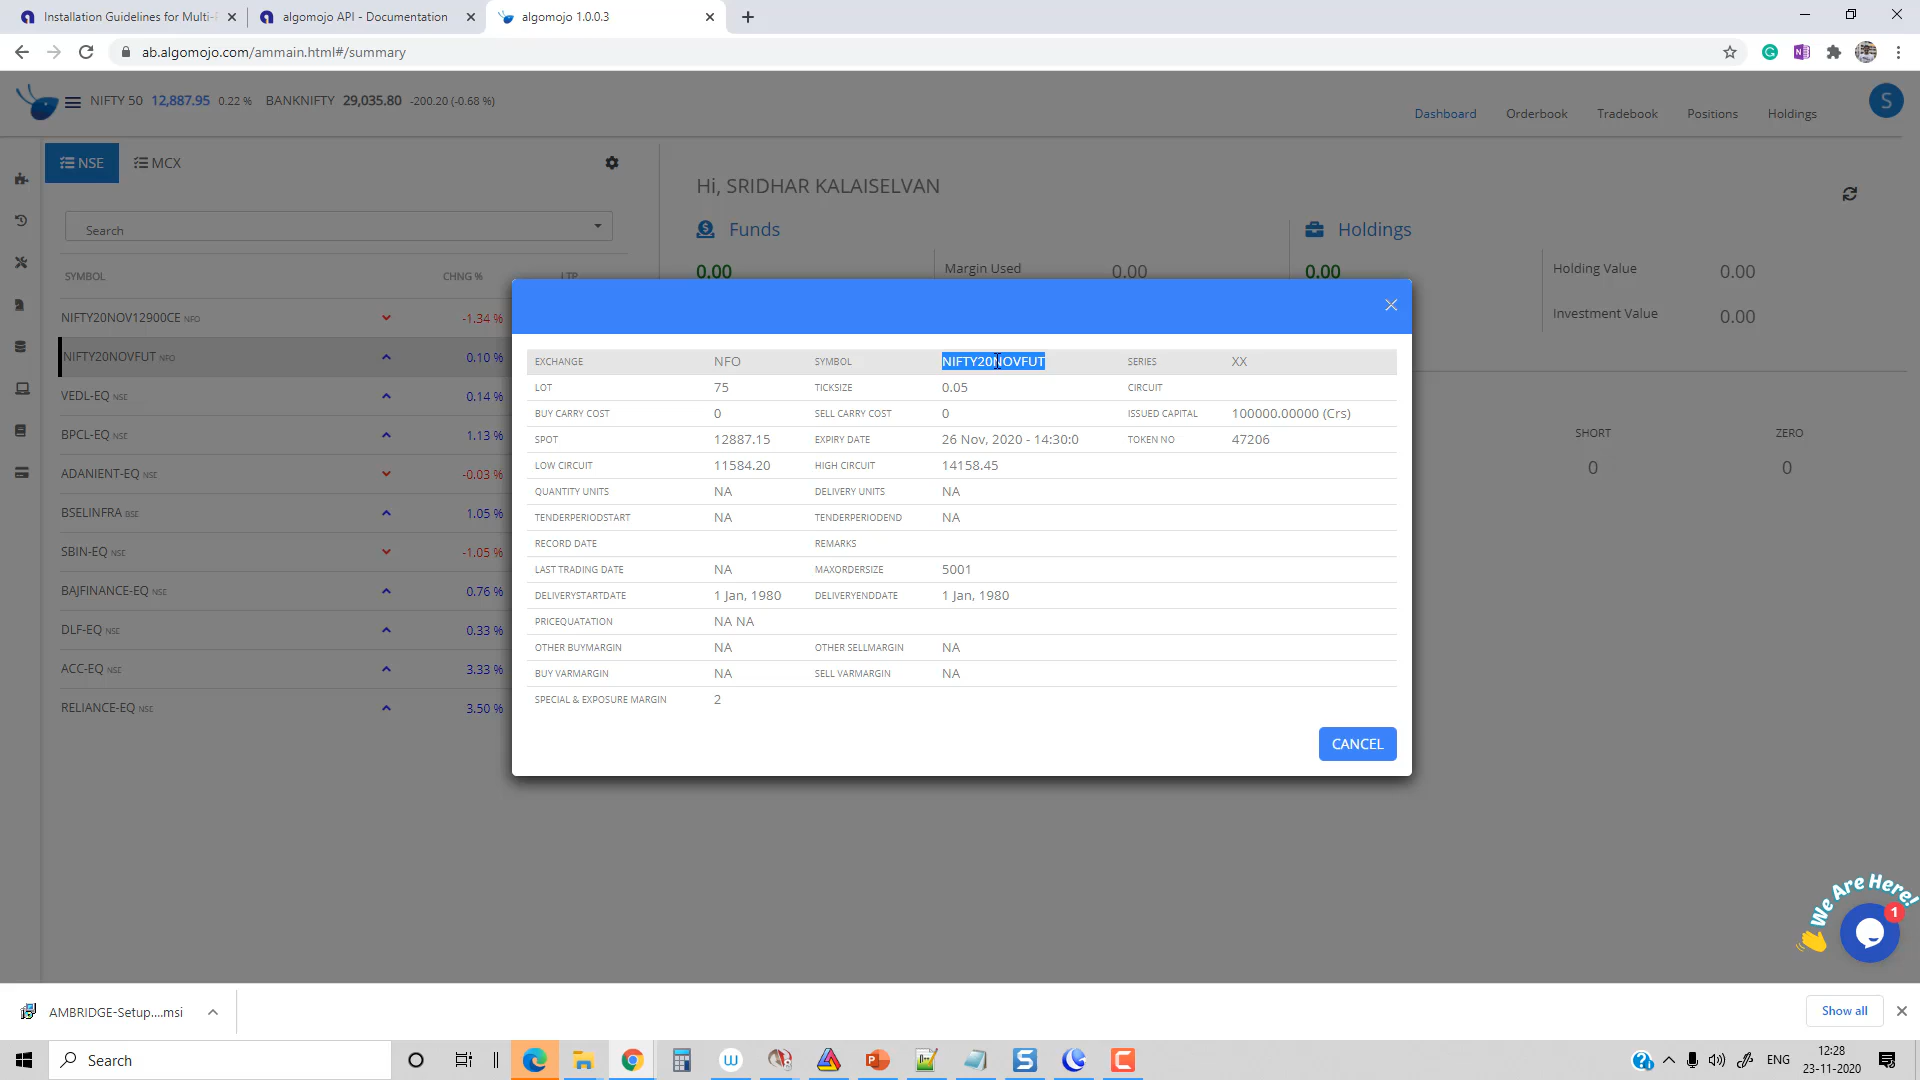 Installation Guidelines for Multi-
algomojo API - Documentation
algomojo 1.0.0.3
ab.algomojo.com/ammain.html#/summary
NIFTY 50 12,887.95 0.22 % BANKNIFTY 29,035.80 -200.20 (-0.68 %)
Dashboard Orderbook Tradebook Positions Holdings
S
NSE MCX
Search
SYMBOL CHNG % LTP
NIFTY20NOV12900CE NFO -1.34 %
NIFTY20NOVFUT NFO 0.10 %
VEDL-EQ NSE 0.14 %
BPCL-EQ NSE 1.13 %
ADANIENT-EQ NSE -0.03 %
BSELINFRA BSE 1.05 %
SBIN-EQ NSE -1.05 %
BAJFINANCE-EQ NSE 0.76 %
DLF-EQ NSE 0.33 %
ACC-EQ NSE 3.33 %
RELIANCE-EQ NSE 3.50 %
Hi, SRIDHAR KALAISELVAN
Funds
0.00
Margin Used 0.00
Holdings
0.00
Holding Value 0.00
Investment Value 0.00
SHORT ZERO
0 0
EXCHANGE NFO SYMBOL NIFTY20NOVFUT SERIES XX
LOT 75 TICKSIZE 0.05 CIRCUIT
BUY CARRY COST 0 SELL CARRY COST 0 ISSUED CAPITAL 100000.00000 (Crs)
SPOT 12887.15 EXPIRY DATE 26 Nov, 2020 - 14:30:0 TOKEN NO 47206
LOW CIRCUIT 11584.20 HIGH CIRCUIT 14158.45
QUANTITY UNITS NA DELIVERY UNITS NA
TENDERPERIODSTART NA TENDERPERIODEND NA
RECORD DATE REMARKS
LAST TRADING DATE NA MAXORDERSIZE 5001
DELIVERYSTARTDATE 1 Jan, 1980 DELIVERYENDDATE 1 Jan, 1980
PRICEQUATATION NA NA
OTHER BUYMARGIN NA OTHER SELLMARGIN NA
BUY VARMARGIN NA SELL VARMARGIN NA
SPECIAL & EXPOSURE MARGIN 2
CANCEL
We Are Here!
1
AMBRIDGE-Setup....msi
Show all
Search
ENG
12:28
23-11-2020